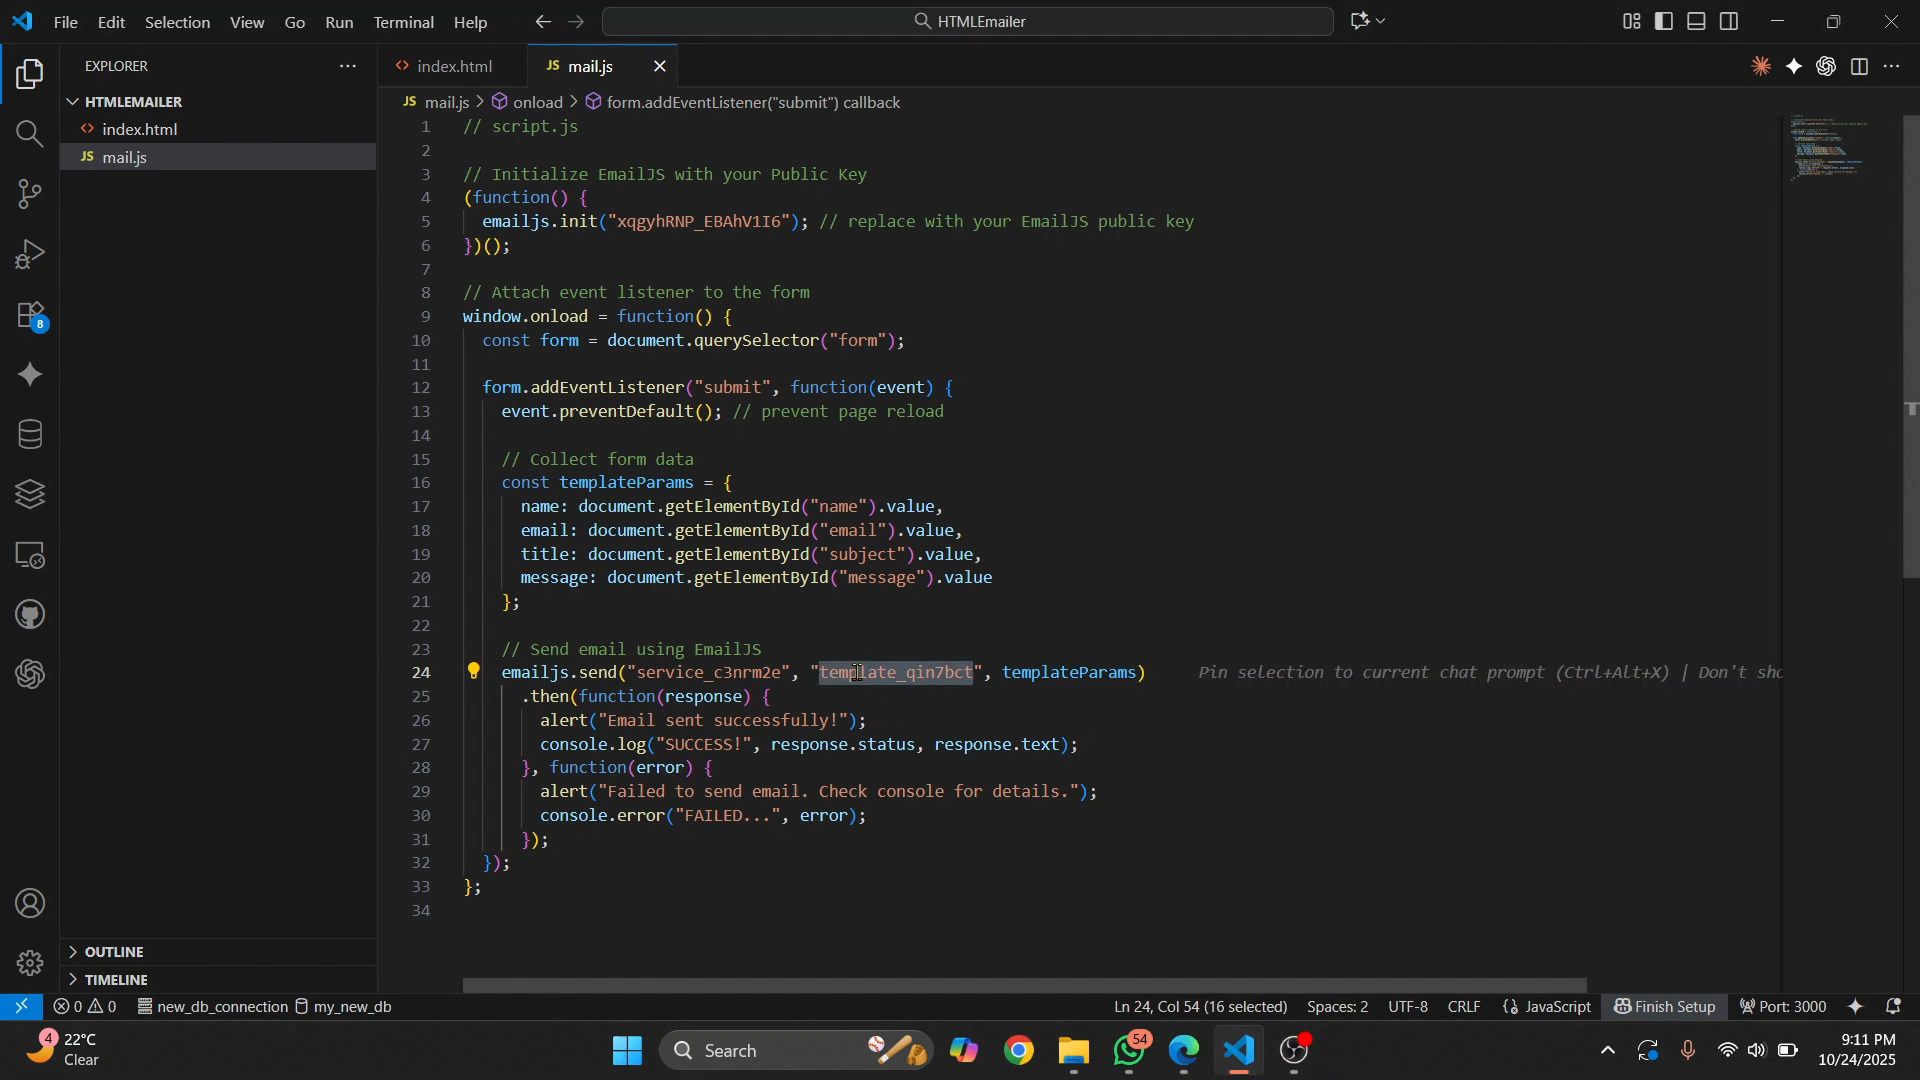 File Edit Selection View Go Run Terminal Help
HTMLEmailer
EXPLORER
HTMLEMAILER
index.html
mail.js
8
OUTLINE
TIMELINE
index.html
JS mail.js
JS mail.js > onload > form.addEventListener("submit") callback
1 // script.js
2
3 // Initialize EmailJS with your Public Key
4 (function() {
5 emailjs.init("xqgyhRNP_EBAhV1I6"); // replace with your EmailJS public key
6 })();
7
8 // Attach event listener to the form
9 window.onload = function() {
10 const form = document.querySelector("form");
11
12 form.addEventListener("submit", function(event) {
13 event.preventDefault(); // prevent page reload
14
15 // Collect form data
16 const templateParams = {
17 name: document.getElementById("name").value,
18 email: document.getElementById("email").value,
19 title: document.getElementById("subject").value,
20 message: document.getElementById("message").value
21 };
22
23 // Send email using EmailJS
24 emailjs.send("service_c3nrm2e", "template_qin7bct", templateParams) Pin selection to current chat prompt (Ctrl+Alt+X) | Don't sho
25 .then(function(response) {
26 alert("Email sent successfully!");
27 console.log("SUCCESS!", response.status, response.text);
28 }, function(error) {
29 alert("Failed to send email. Check console for details.");
30 console.error("FAILED...", error);
31 });
32 });
33 };
34
0 0 new_db_connection my_new_db
Ln 24, Col 54 (16 selected) Spaces: 2 UTF-8 CRLF JavaScript Finish Setup Port: 3000
4 22°C
Clear
Search
54
9:11 PM
10/24/2025